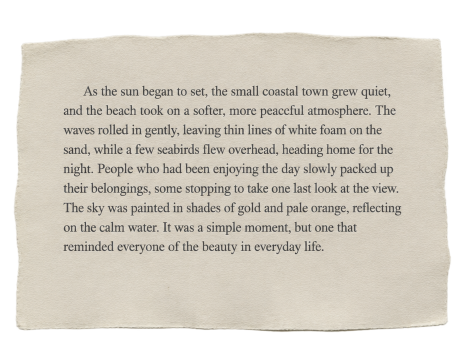 As the sun began to set, the small coastal town grew quiet,
and the beach took on a softer, more peaceful atmosphere. The
waves rolled in gently, leaving thin lines of white foam on the
sand, while a few seabirds flew overhead, heading home for the
night. People who had been enjoying the day slowly packed up
their belongings, some stopping to take one last look at the view.
The sky was painted in shades of gold and pale orange, reflecting
on the calm water. It was a simple moment, but one that
reminded everyone of the beauty in everyday life.